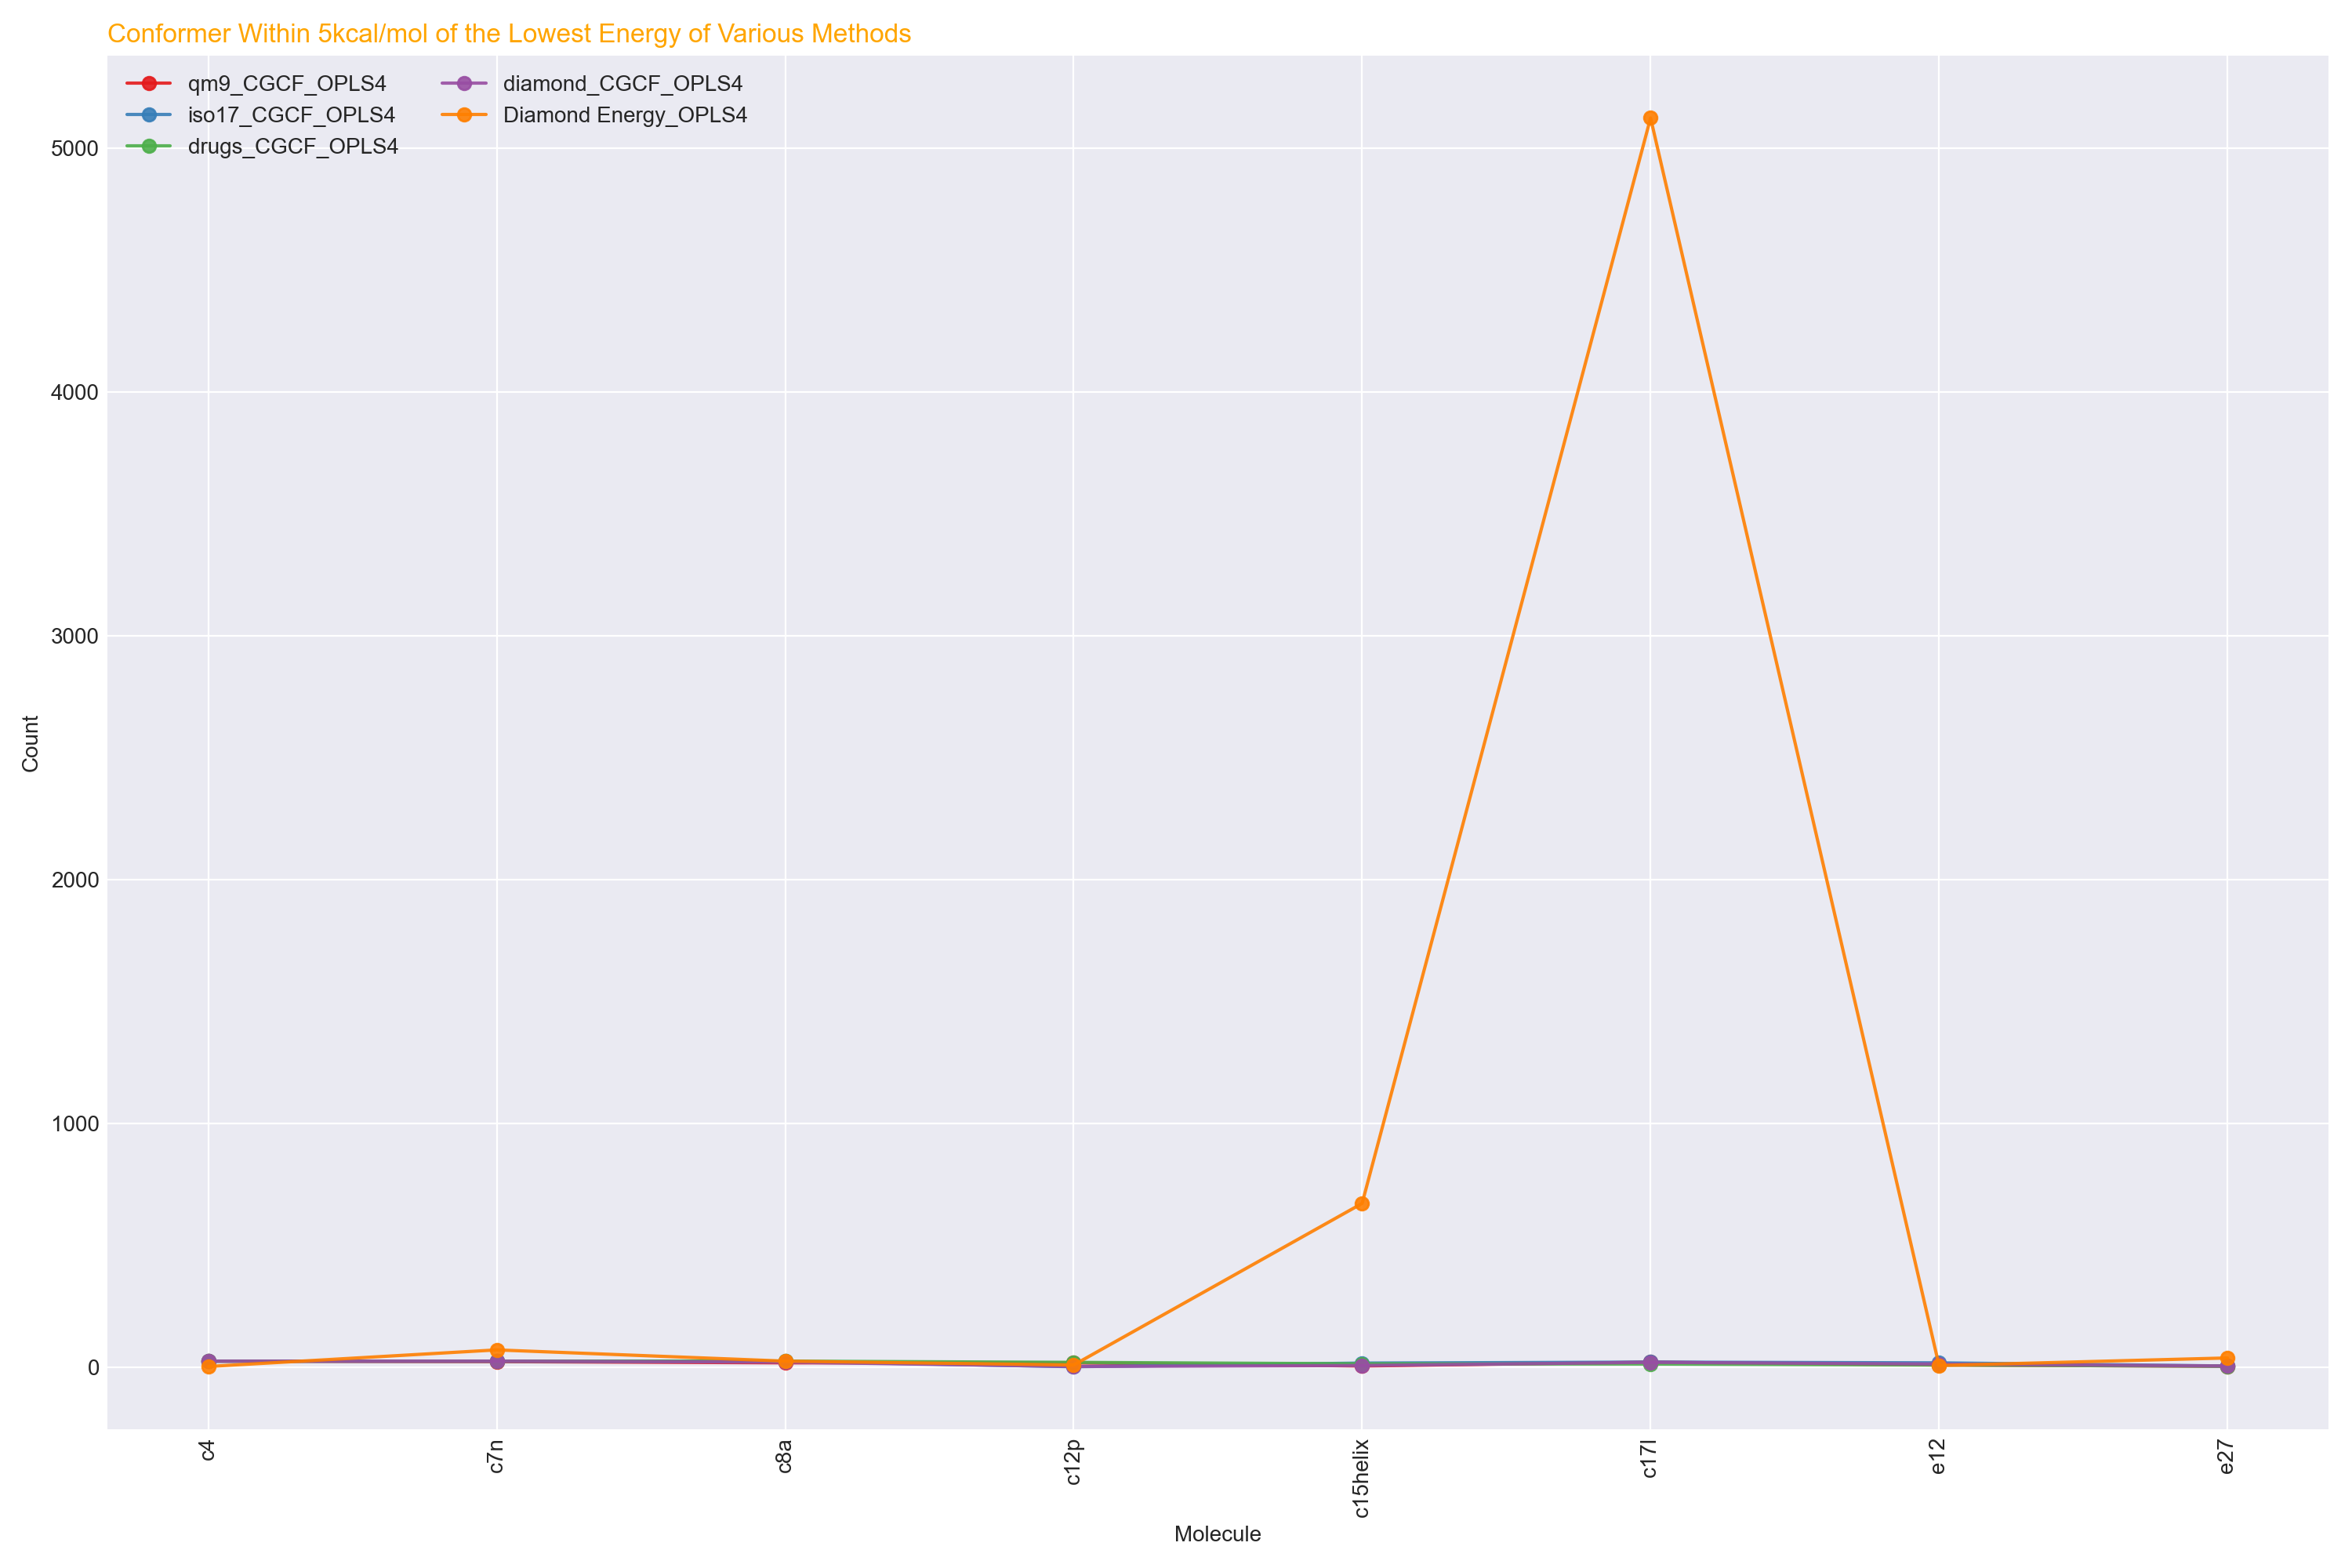 Conformer Within 5kcal/mol of the Lowest Energy of Various Methods
qm9_CGCF_OPLS4
iso17_CGCF_OPLS4
drugs_CGCF_OPLS4
diamond_CGCF_OPLS4
Diamond Energy_OPLS4
5000
4000
3000
2000
1000
0
Count
c4
c7n
c8a
c12p
c15helix
c17l
e12
e27
Molecule